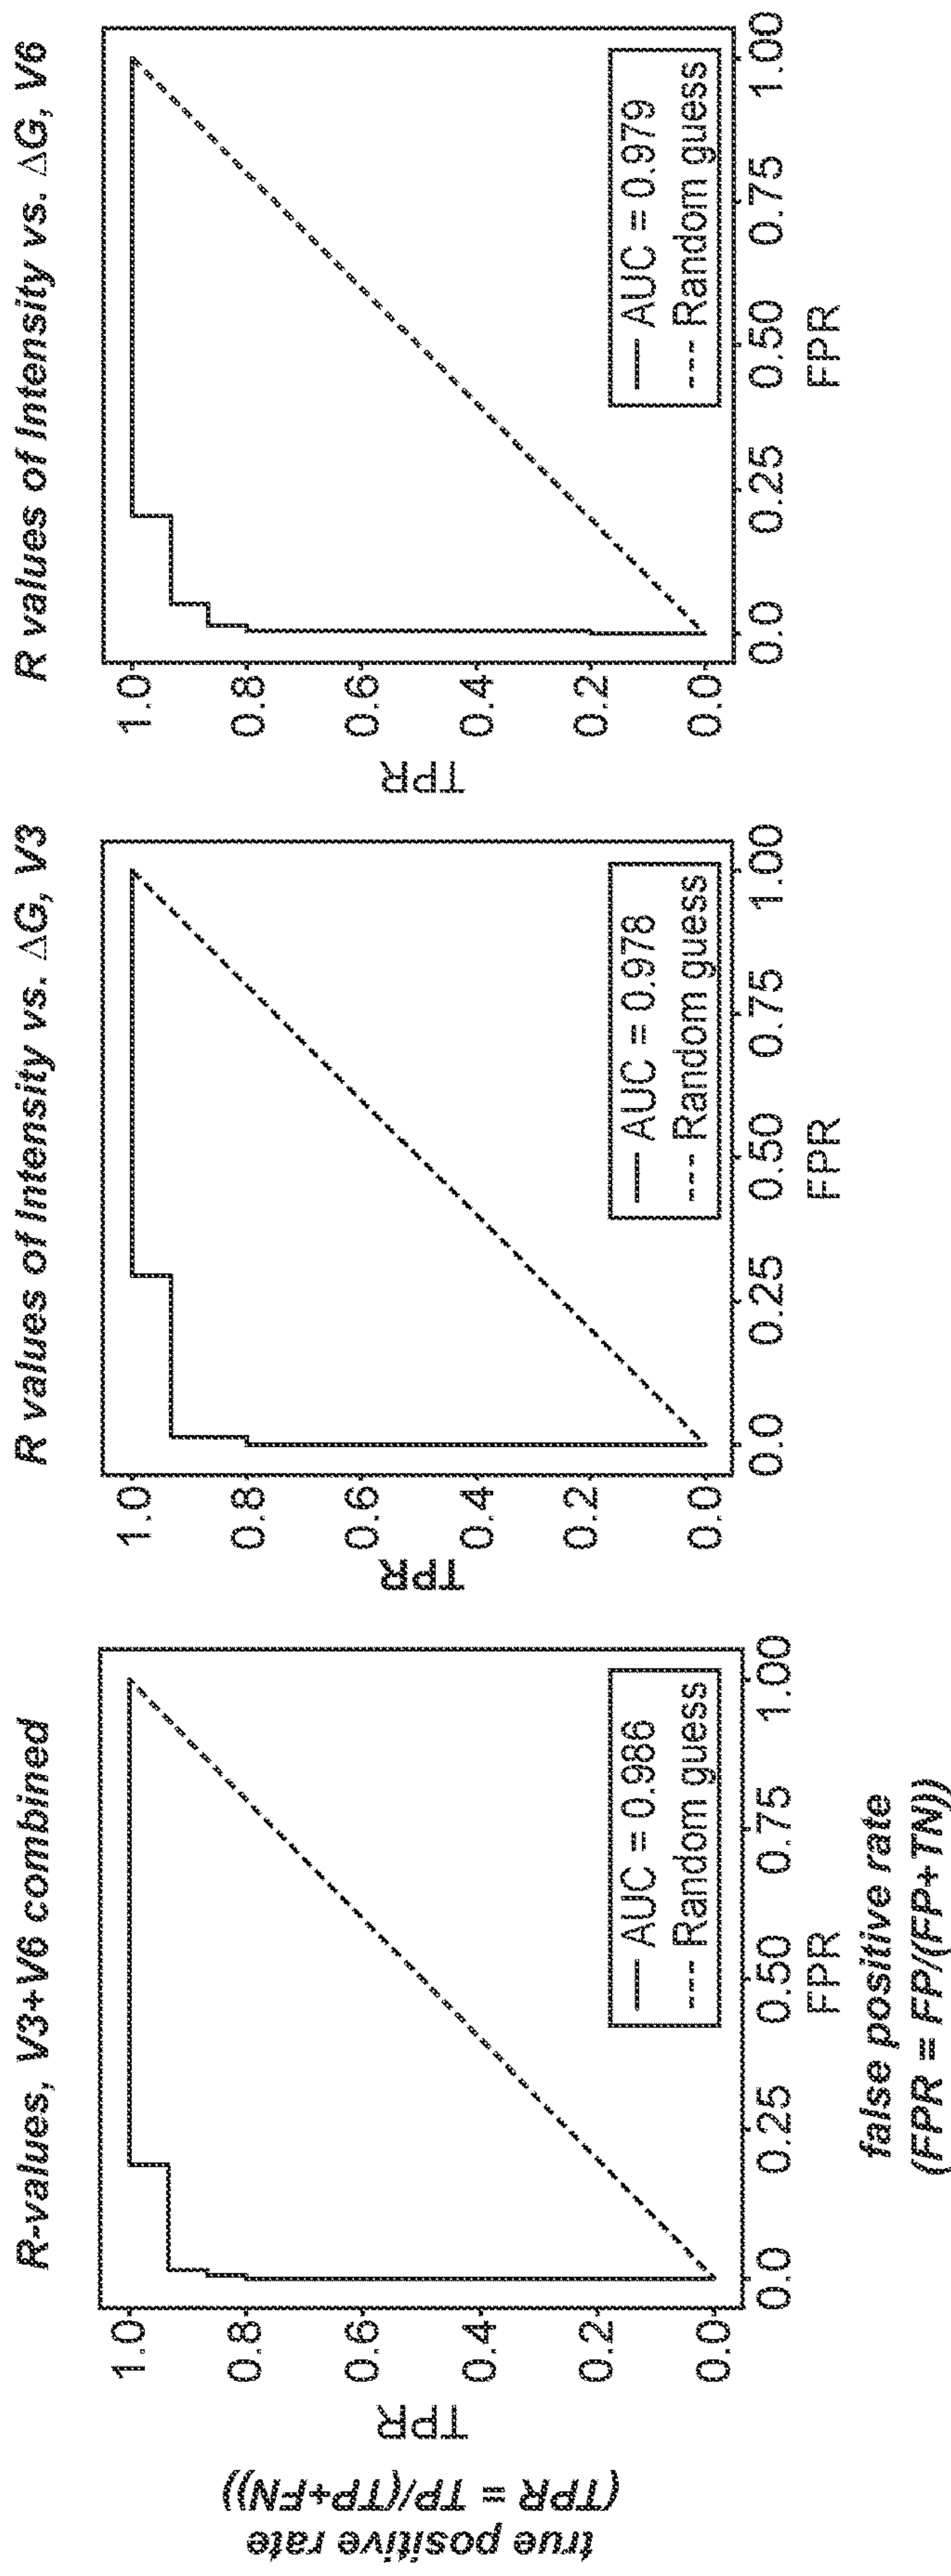 R-values, V3+V6 combined
true positive rate
(TPR = TP/(TP+FN))
TPR
1.0
0.8
0.6
0.4
0.2
0.0
AUC = 0.986
Random guess
0.0 0.25 0.50 0.75 1.00
FPR
false positive rate
(FPR = FP/(FP+TN))
R values of Intensity vs. ΔG, V3
TPR
1.0
0.8
0.6
0.4
0.2
0.0
AUC = 0.978
Random guess
0.0 0.25 0.50 0.75 1.00
FPR
R values of Intensity vs. ΔG, V6
TPR
1.0
0.8
0.6
0.4
0.2
0.0
AUC = 0.979
Random guess
0.0 0.25 0.50 0.75 1.00
FPR